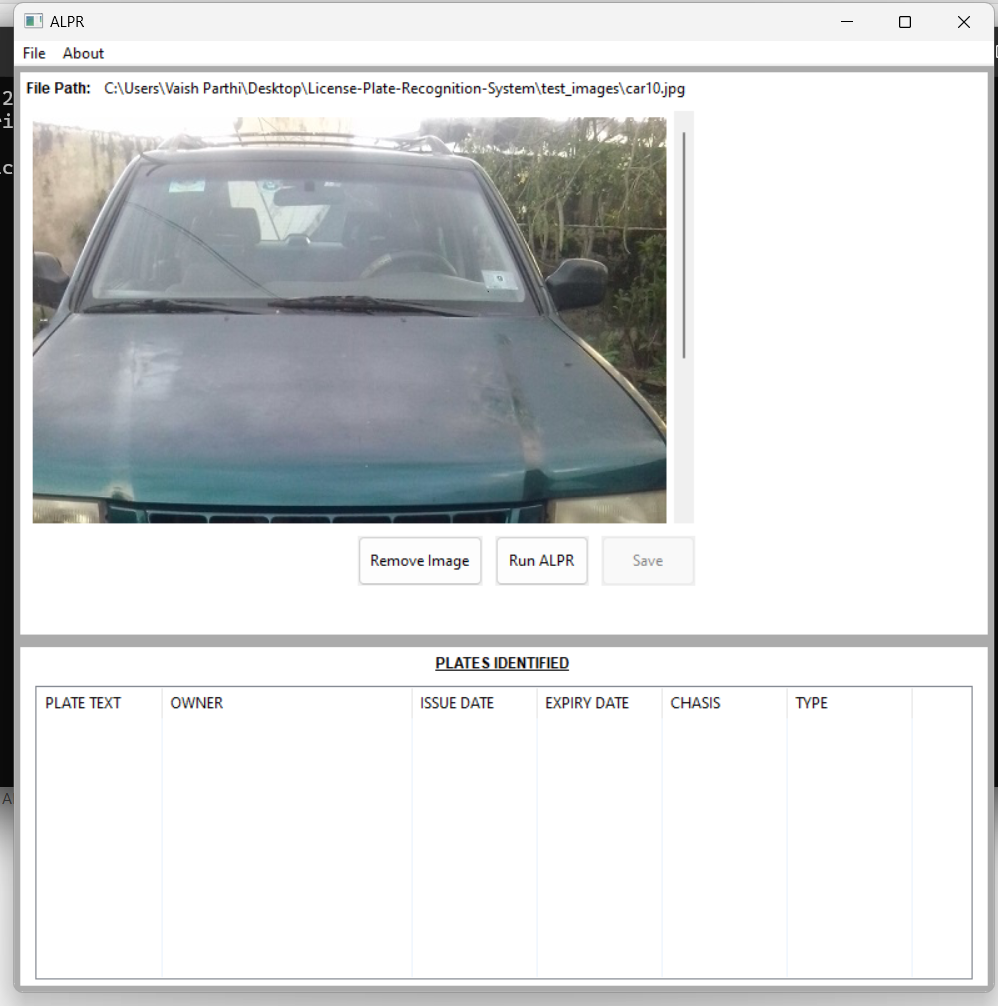 ALPR
File About
File Path: C:\Users\Vaish Parthi\Desktop\License-Plate-Recognition-System\test_images\car10.jpg
Remove Image Run ALPR Save
PLATES IDENTIFIED
PLATE TEXT OWNER ISSUE DATE EXPIRY DATE CHASIS TYPE